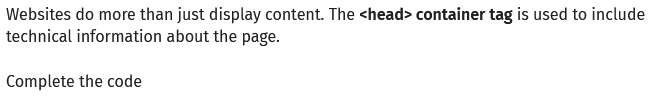 Websites do more than just display content. The <head> container tag is used to include
technical information about the page.
Complete the code